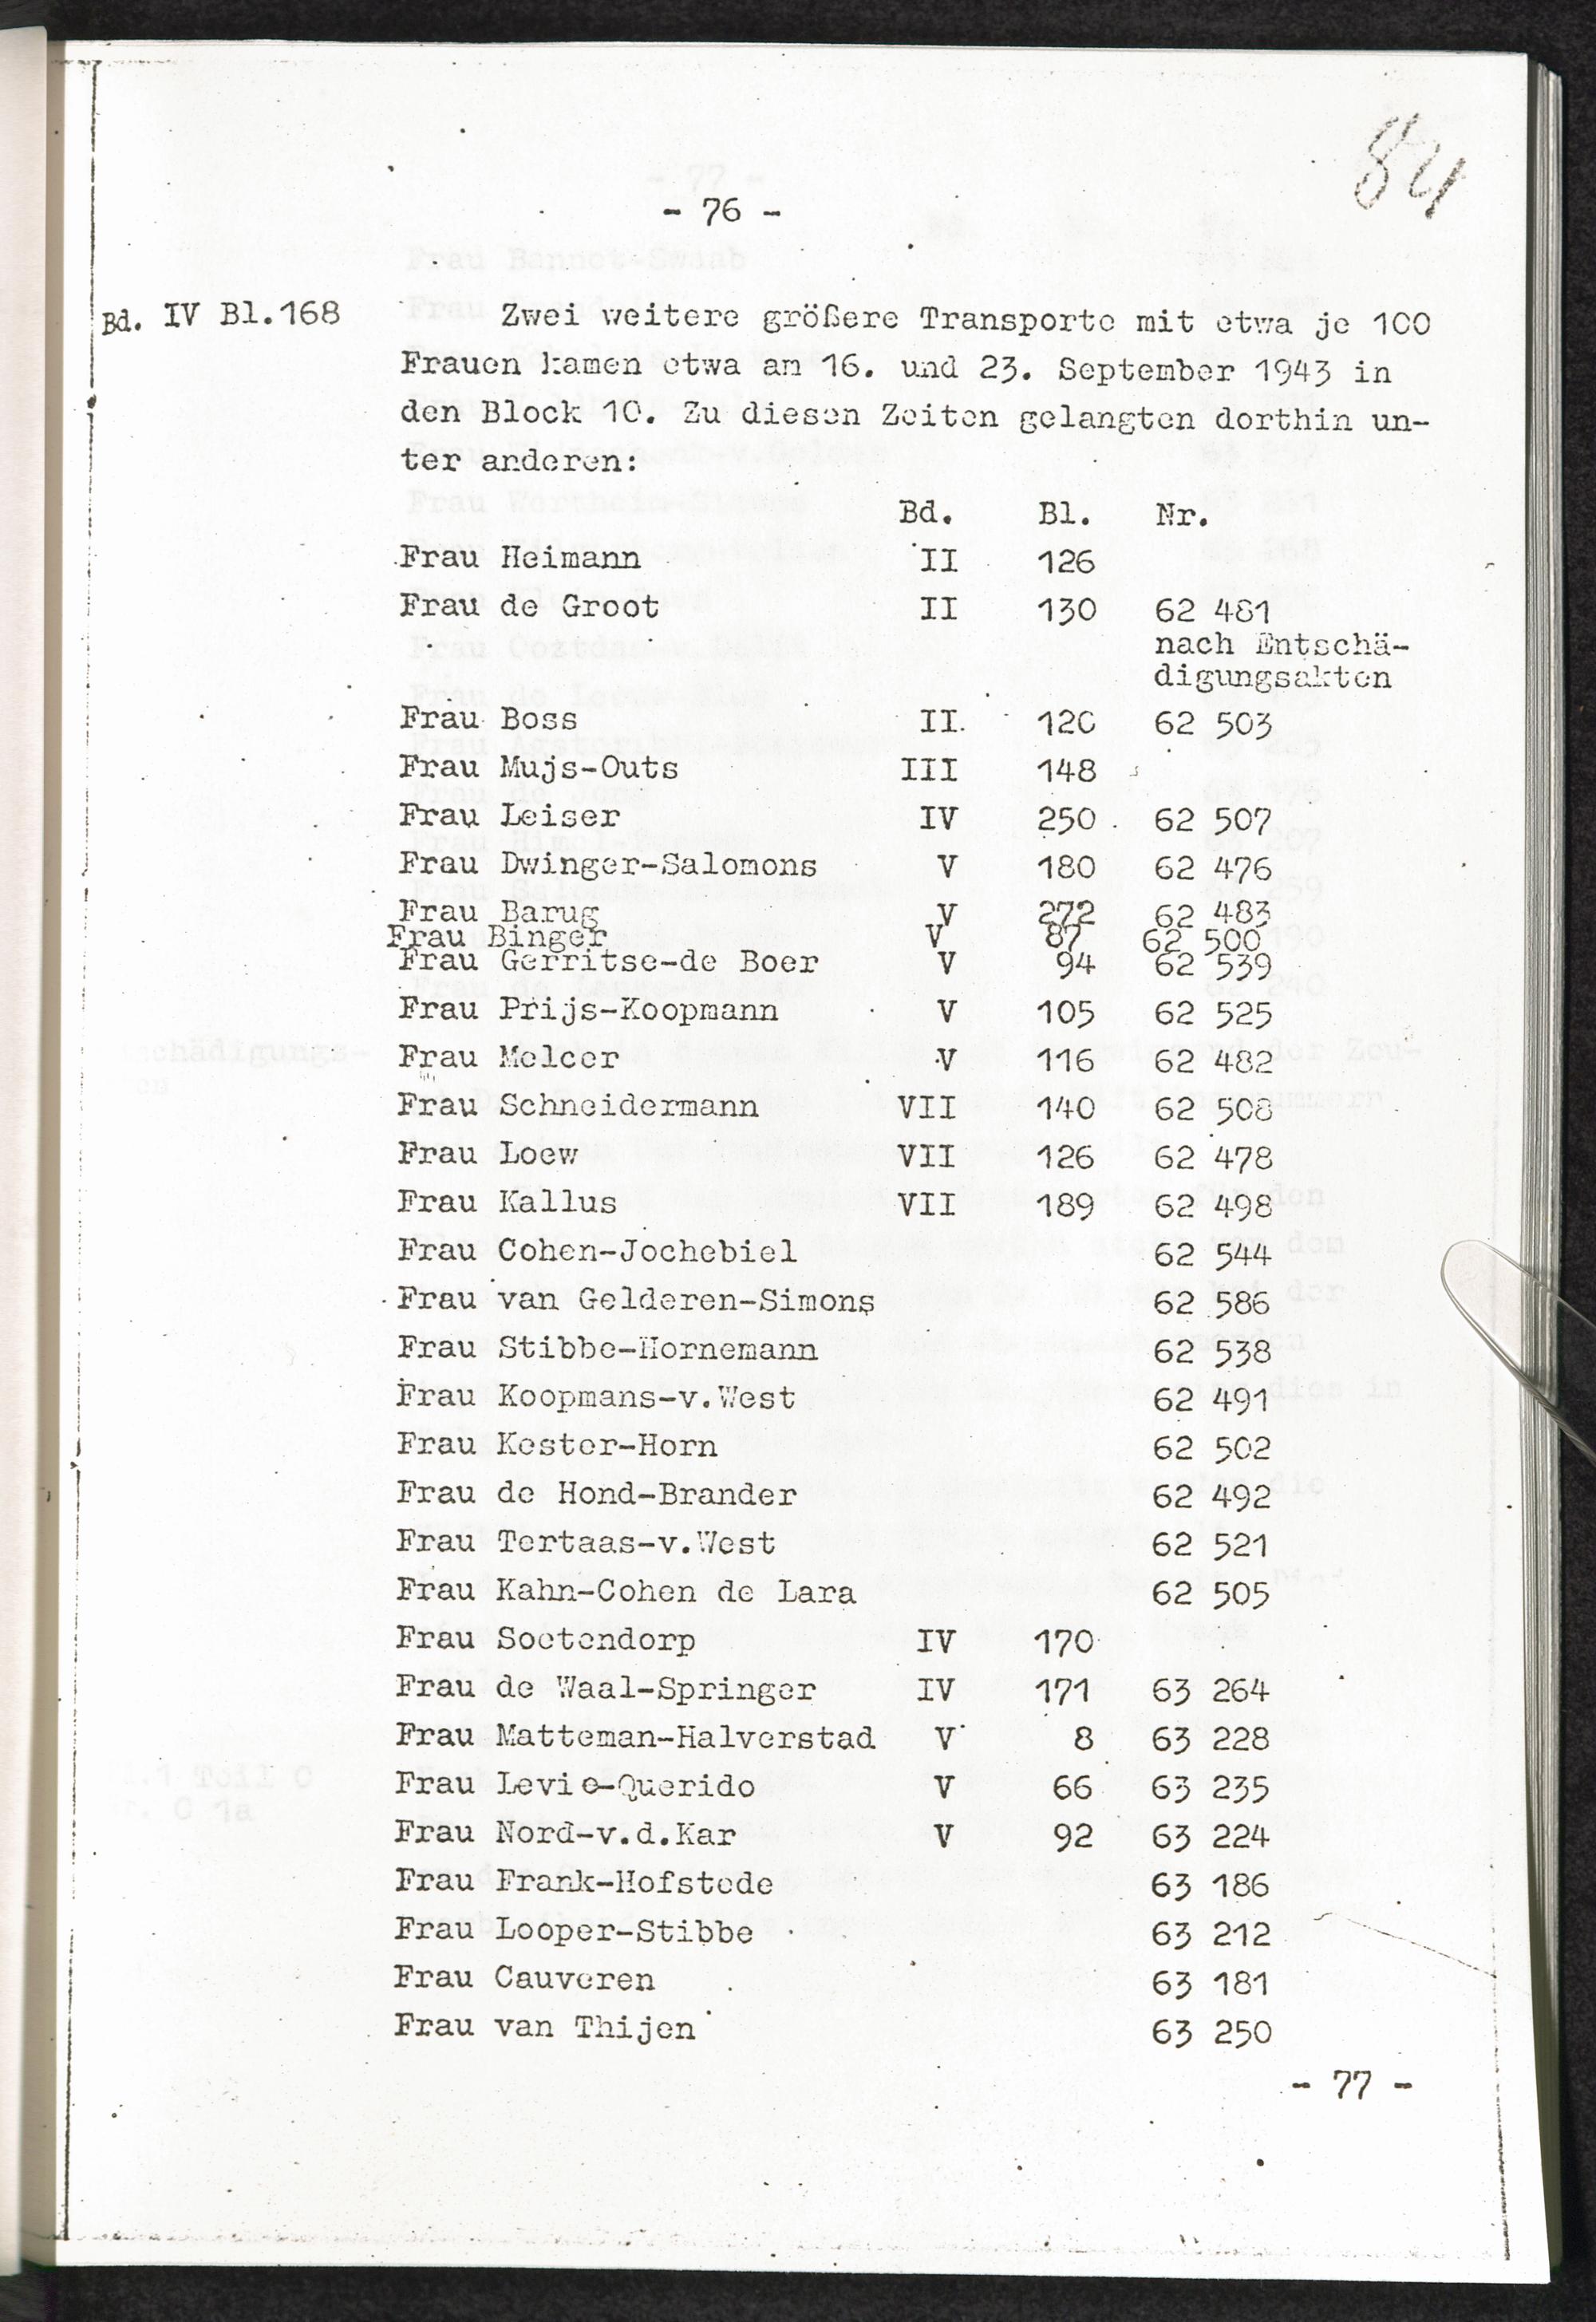 84
- 76 -
Bd. IV Bl.168 Zwei weitere größere Transporte mit etwa je 100
Frauen kamen etwa am 16. und 23. September 1943 in
den Block 10. Zu diesen Zeiten gelangten dorthin un-
ter anderen:
Bd. Bl. Nr.
Frau Heimann II 126
Frau de Groot II 130 62 481
nach Entschä-
digungsakten
Frau Boss II 120 62 503
Frau Mujs-Outs III 148
Frau Leiser IV 250 62 507
Frau Dwinger-Salomons V 180 62 476
Frau Barug V 272 62 483
Frau Binger V 87 62 500
Frau Gerritse-de Boer V 94 62 539
Frau Prijs-Koopmann V 105 62 525
Frau Melcer V 116 62 482
Frau Schneidermann VII 140 62 508
Frau Loew VII 126 62 478
Frau Kallus VII 189 62 498
Frau Cohen-Jochebiel 62 544
Frau van Gelderen-Simons 62 586
Frau Stibbe-Hornemann 62 538
Frau Koopmans-v.West 62 491
Frau Kester-Horn 62 502
Frau de Hond-Brander 62 492
Frau Tertaas-v.West 62 521
Frau Kahn-Cohen de Lara 62 505
Frau Soetendorp IV 170
Frau de Waal-Springer IV 171 63 264
Frau Matteman-Halverstad V 8 63 228
Frau Levie-Querido V 66 63 235
Frau Nord-v.d.Kar V 92 63 224
Frau Frank-Hofstede 63 186
Frau Looper-Stibbe 63 212
Frau Cauveren 63 181
Frau van Thijen 63 250
- 77 -